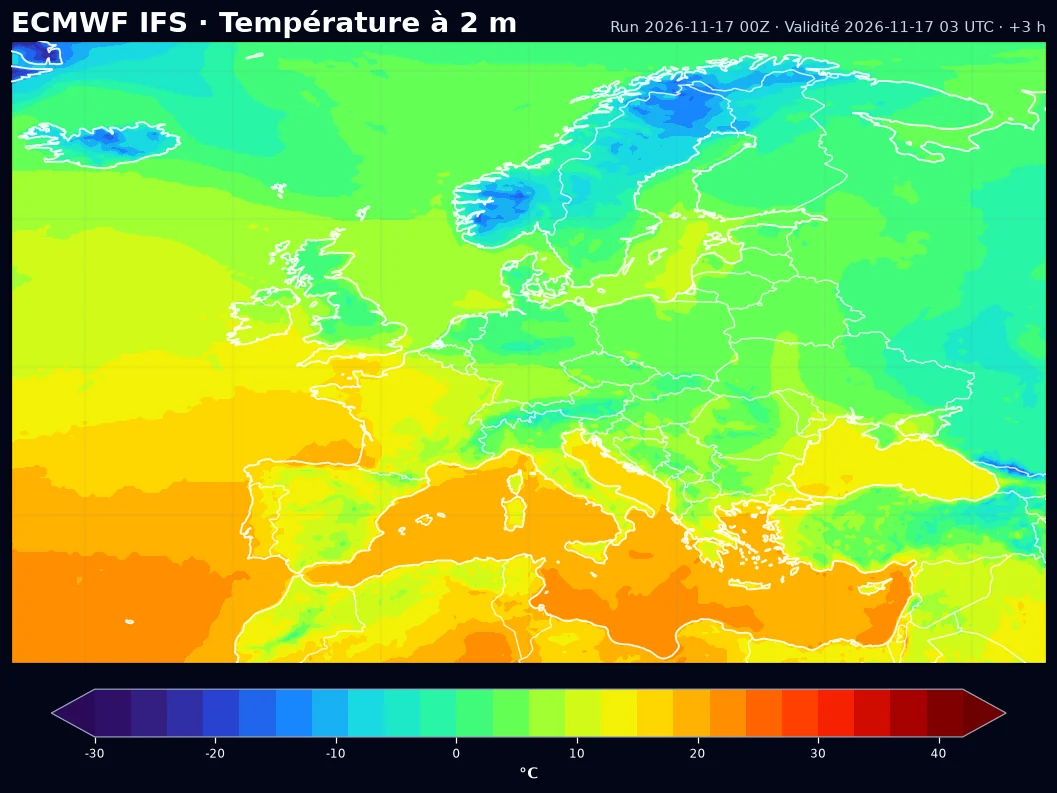 ECMWF IFS · Température à 2 m
Run 2026-11-17 00Z · Validité 2026-11-17 03 UTC · +3 h
-30 -20 -10 0 10 20 30 40
°C